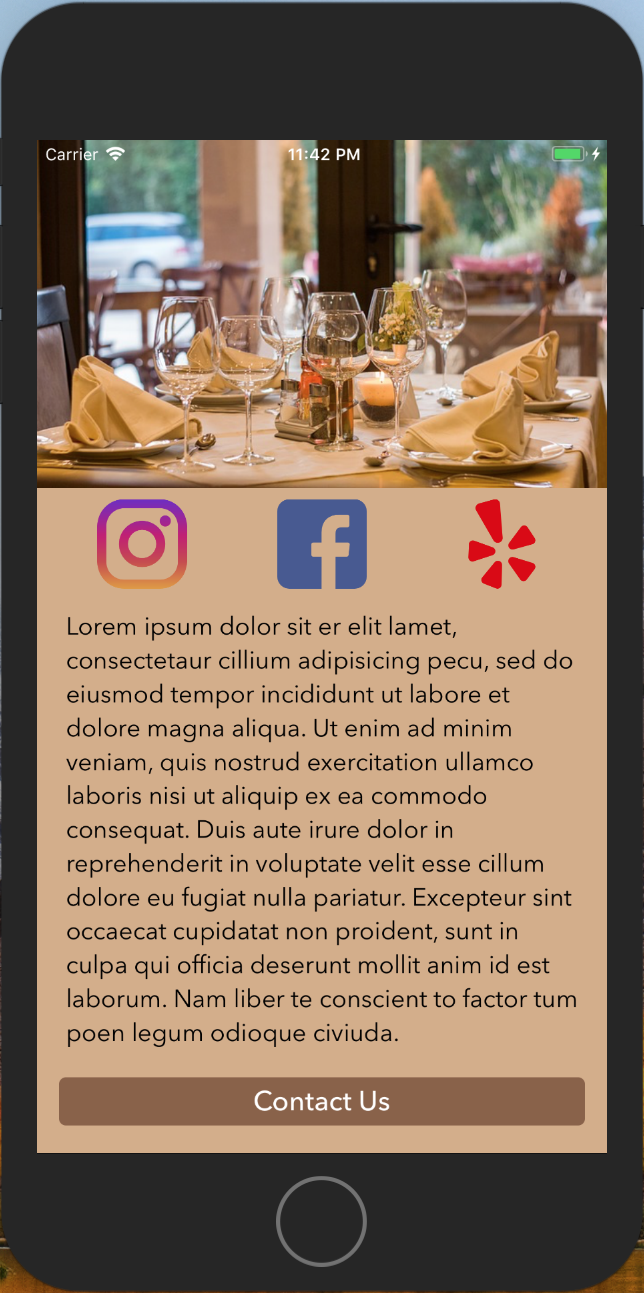 Carrier 11:42 PM
Lorem ipsum dolor sit er elit lamet,
consectetaur cillium adipisicing pecu, sed do
eiusmod tempor incididunt ut labore et
dolore magna aliqua. Ut enim ad minim
veniam, quis nostrud exercitation ullamco
laboris nisi ut aliquip ex ea commodo
consequat. Duis aute irure dolor in
reprehenderit in voluptate velit esse cillum
dolore eu fugiat nulla pariatur. Excepteur sint
occaecat cupidatat non proident, sunt in
culpa qui officia deserunt mollit anim id est
laborum. Nam liber te conscient to factor tum
poen legum odioque civiuda.
Contact Us